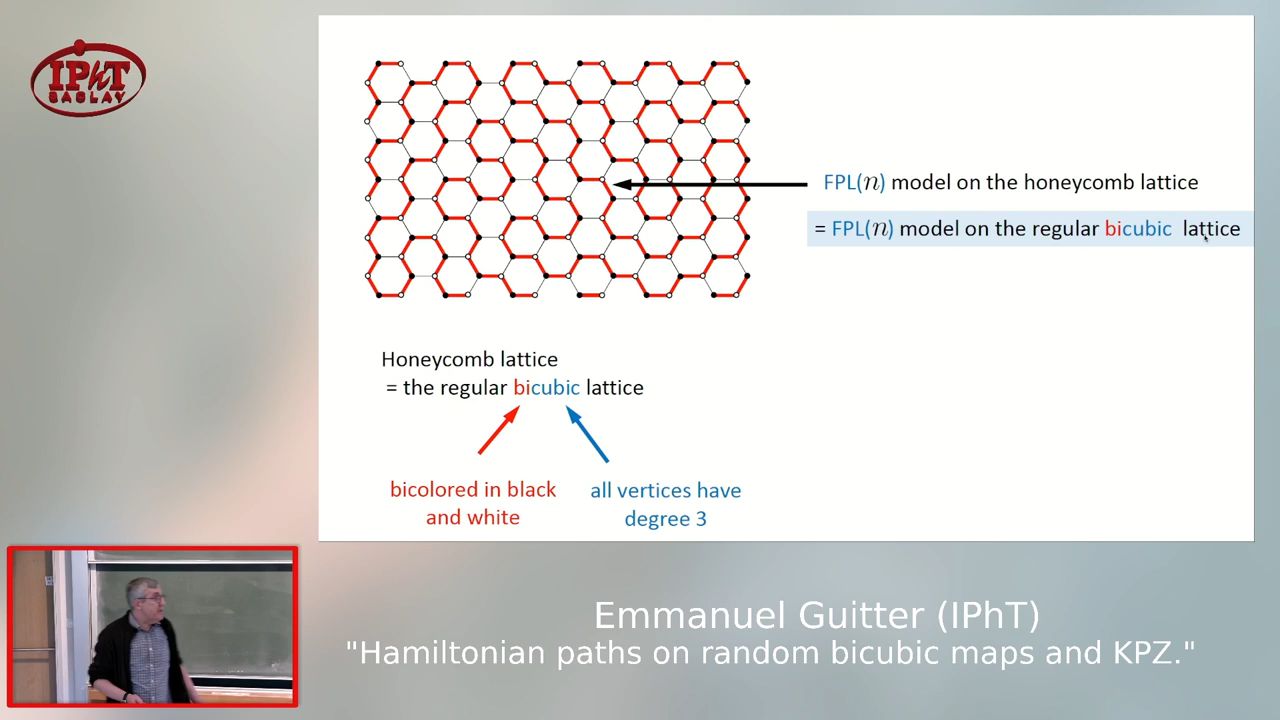 IPhT
SACLAY
FPL(n) model on the honeycomb lattice
= FPL(n) model on the regular bicubic lattice
Honeycomb lattice
= the regular bicubic lattice
bicolored in black
and white
all vertices have
degree 3
Emmanuel Guitter (IPhT)
"Hamiltonian paths on random bicubic maps and KPZ."